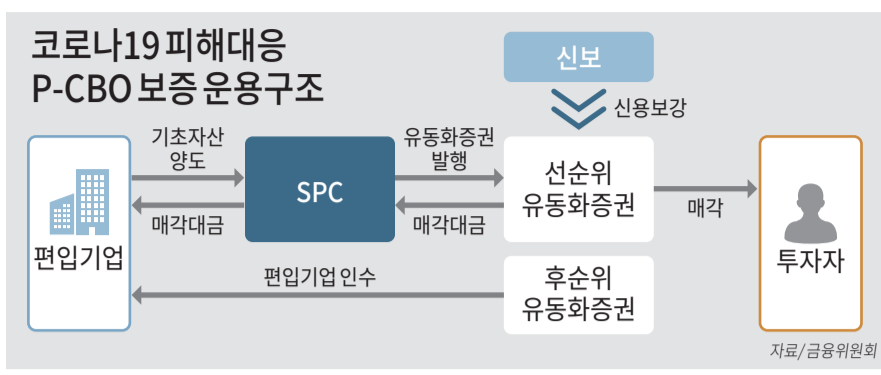 코로나19 피해대응
P-CBO 보증 운용구조
신보
신용보강
기초자산
양도
유동화증권
발행
SPC
선순위
유동화증권
매각
매각대금
매각대금
편입기업
투자자
편입기업 인수
후순위
유동화증권
자료/금융위원회